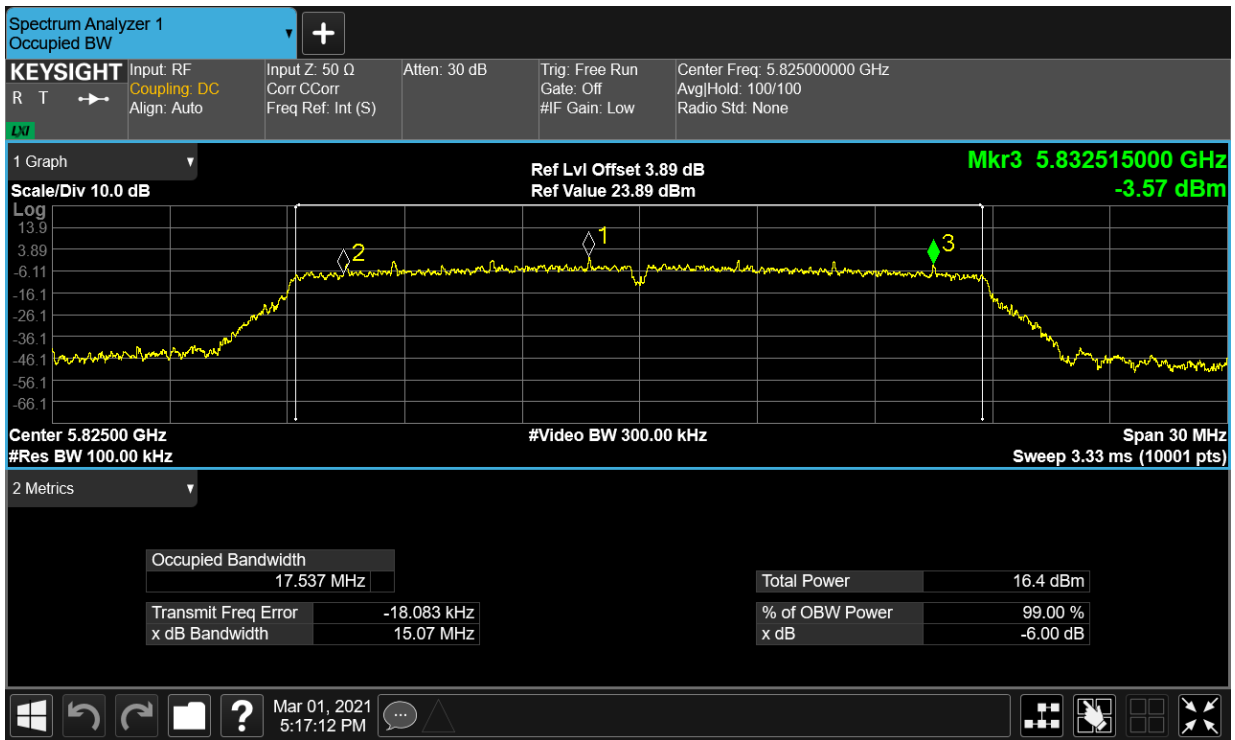 Spectrum Analyzer 1
Occupied BW
KEYSIGHT
R T
LXI
Input: RF
Coupling: DC
Align: Auto
Input Z: 50 Ω
Corr CCorr
Freq Ref: Int (S)
Atten: 30 dB
Trig: Free Run
Gate: Off
#IF Gain: Low
Center Freq: 5.825000000 GHz
Avg|Hold: 100/100
Radio Std: None
1 Graph
Scale/Div 10.0 dB
Ref Lvl Offset 3.89 dB
Ref Value 23.89 dBm
Mkr3 5.832515000 GHz
-3.57 dBm
Log
13.9
3.89
-6.11
-16.1
-26.1
-36.1
-46.1
-56.1
-66.1
2
1
3
Center 5.82500 GHz
#Res BW 100.00 kHz
#Video BW 300.00 kHz
Span 30 MHz
Sweep 3.33 ms (10001 pts)
2 Metrics
Occupied Bandwidth
17.537 MHz
Transmit Freq Error -18.083 kHz
x dB Bandwidth 15.07 MHz
Total Power 16.4 dBm
% of OBW Power 99.00 %
x dB -6.00 dB
?
Mar 01, 2021
5:17:12 PM